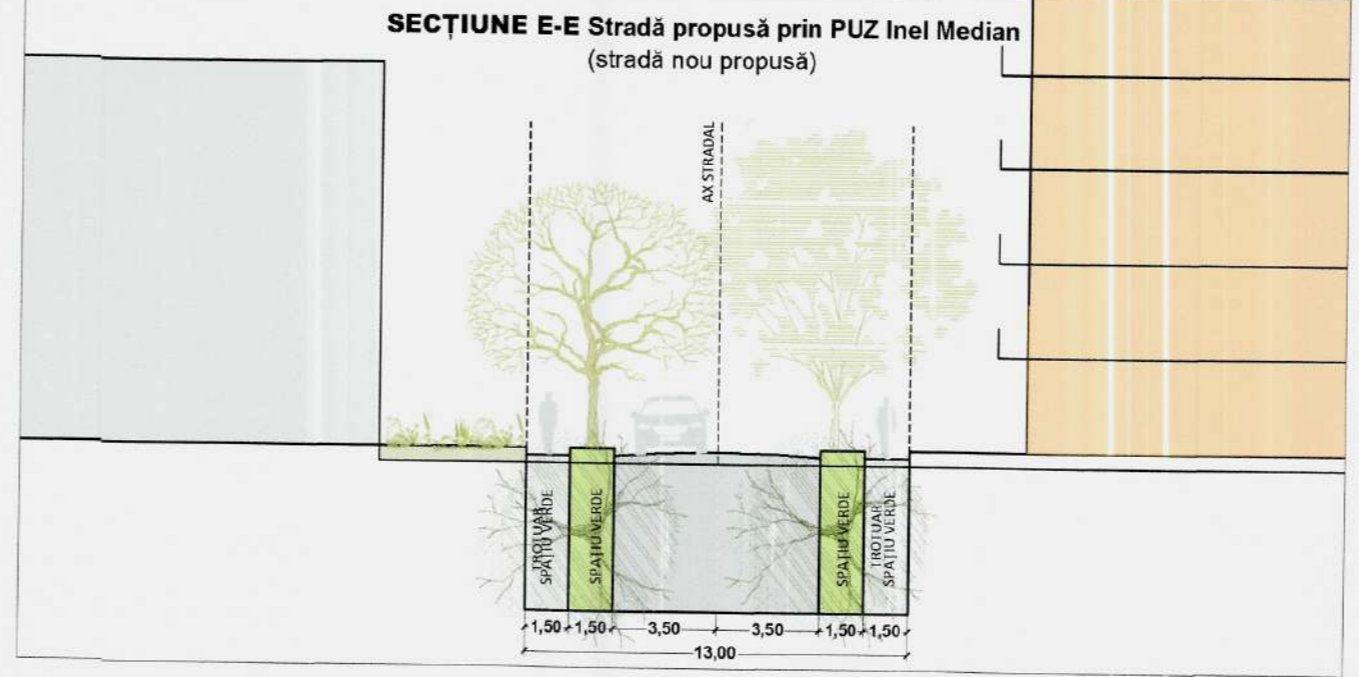 SECȚIUNE E-E Stradă propusă prin PUZ Inel Median
(stradă nou propusă)
AX STRADAL
TROTUAR
SPAȚIU VERDE
SPAȚIU VERDE
SPAȚIU VERDE
TROTUAR
SPAȚIU VERDE
1,50 1,50 3,50 3,50 1,50 1,50
13,00